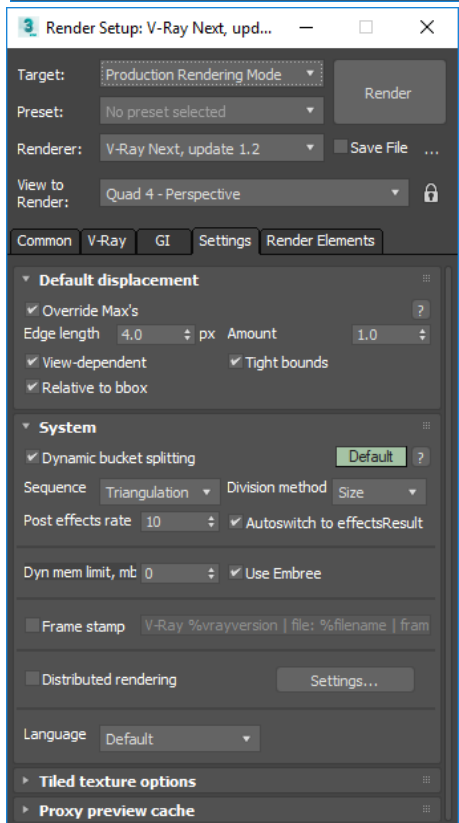 Render Setup: V-Ray Next, upd...
Target: Production Rendering Mode
Render
Preset: No preset selected
Renderer: V-Ray Next, update 1.2 Save File ...
View to Render: Quad 4 - Perspective
Common V-Ray GI Settings Render Elements
Default displacement
Override Max's ?
Edge length 4.0 px Amount 1.0
View-dependent Tight bounds
Relative to bbox
System
Dynamic bucket splitting Default ?
Sequence Triangulation Division method Size
Post effects rate 10 Autoswitch to effectsResult
Dyn mem limit, mb 0 Use Embree
Frame stamp V-Ray %vrayversion | file: %filename | fram
Distributed rendering Settings...
Language Default
Tiled texture options
Proxy preview cache